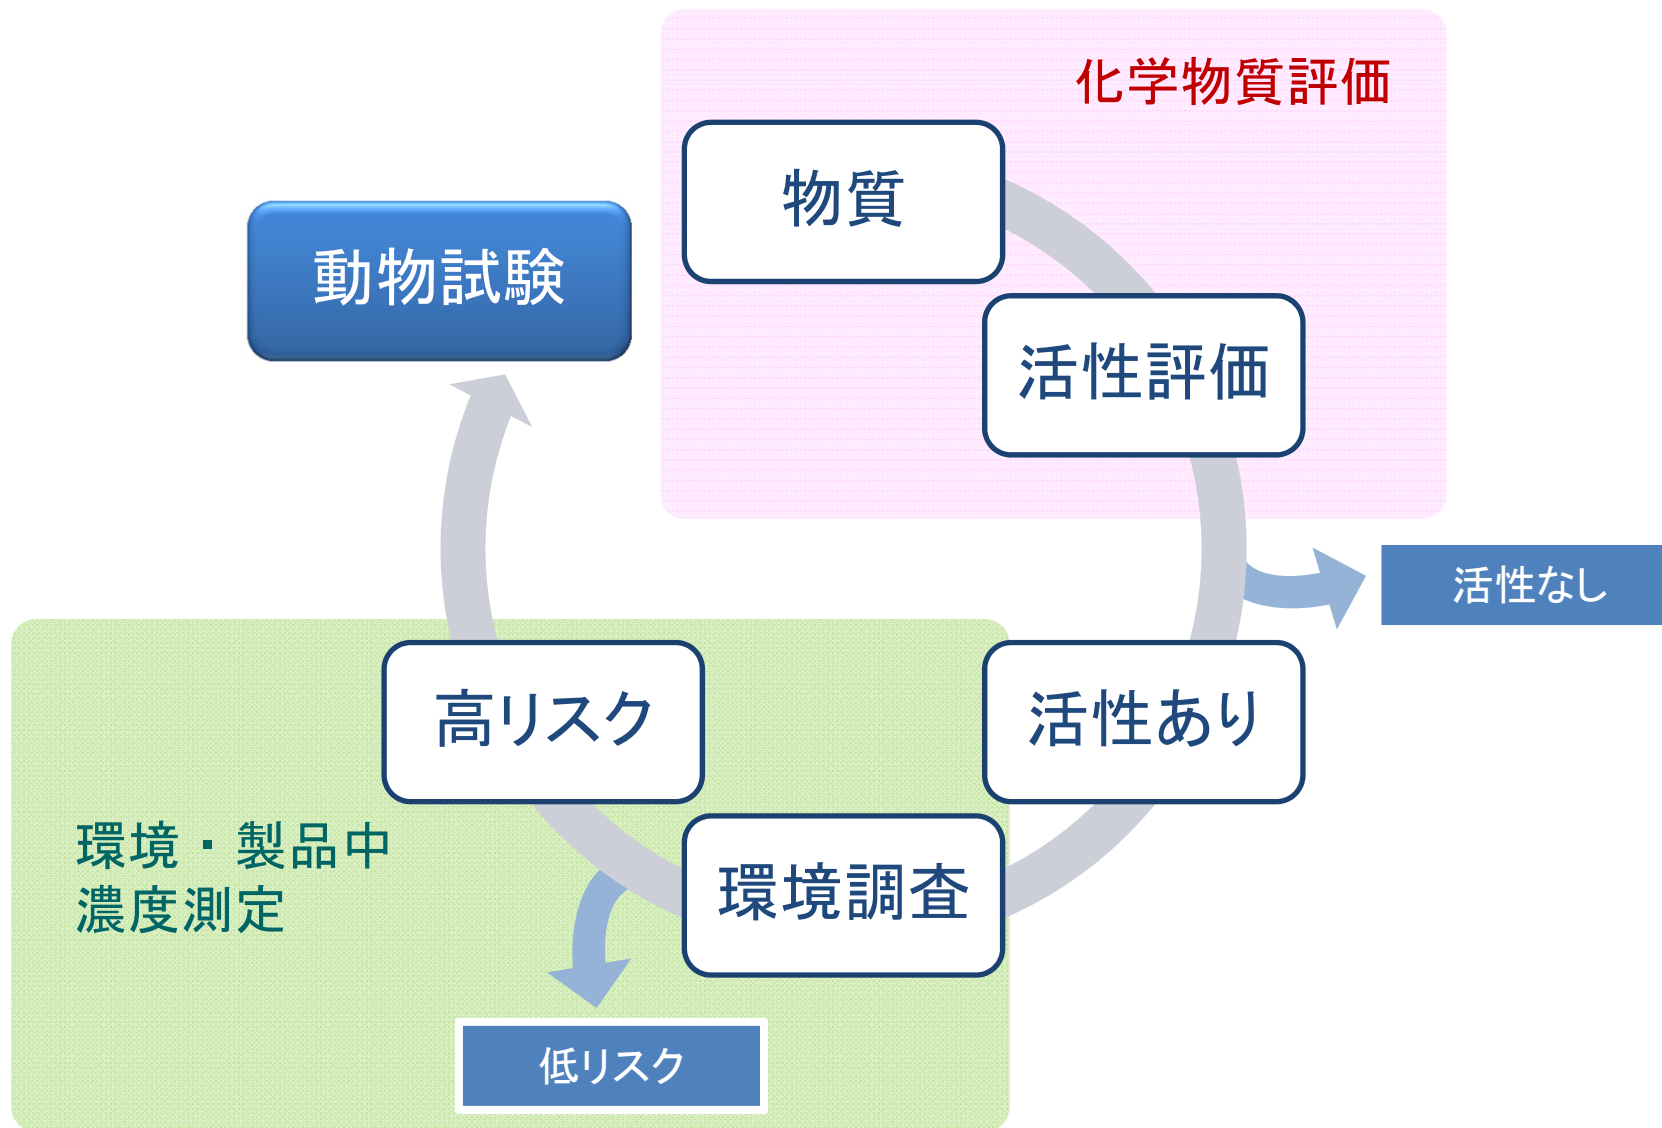 化学物質評価
物質
動物試験
活性評価
活性なし
高リスク
活性あり
環境・製品中
濃度測定
環境調査
低リスク